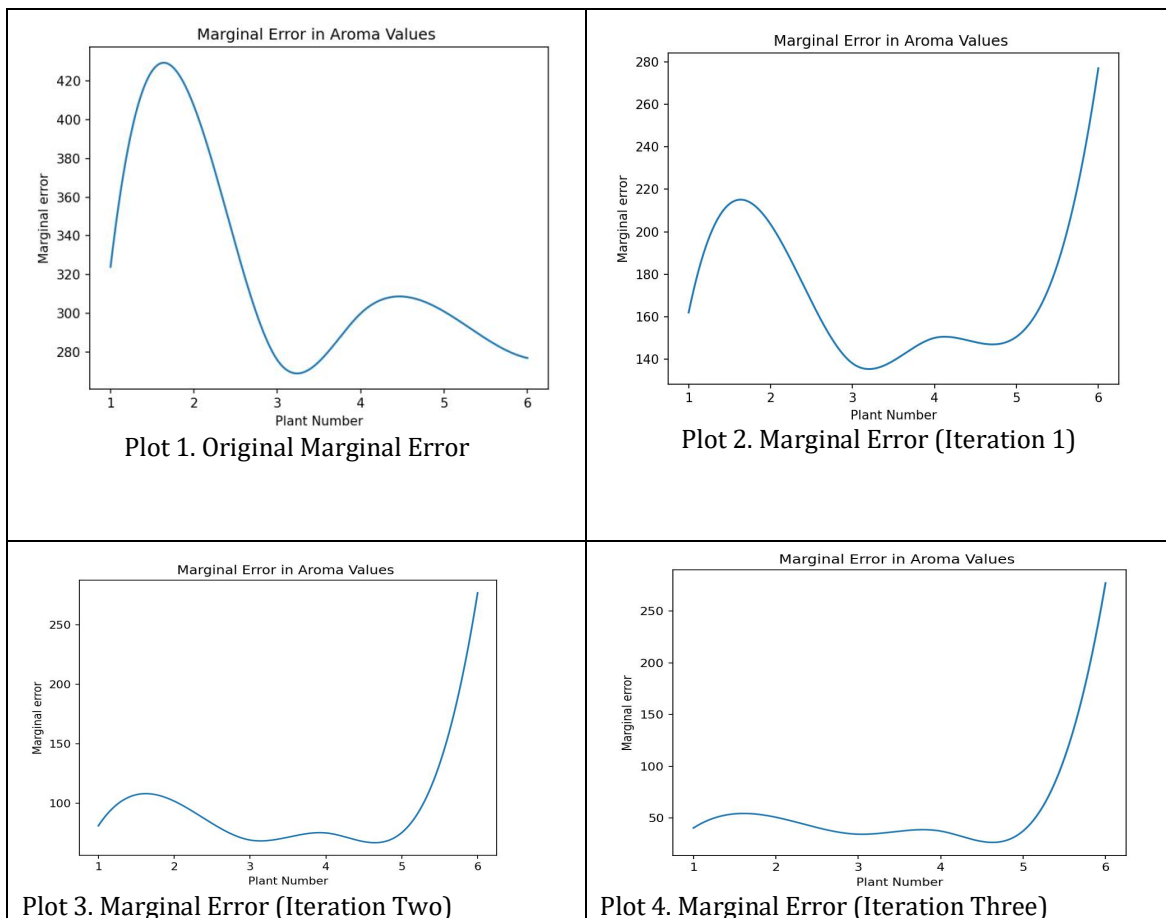 Marginal Error in Aroma Values
420
400
380
360
340
320
300
280
Marginal error
1 2 3 4 5 6
Plant Number
Plot 1. Original Marginal Error
Marginal Error in Aroma Values
280
260
240
220
200
180
160
140
Marginal error
1 2 3 4 5 6
Plant Number
Plot 2. Marginal Error (Iteration 1)
Marginal Error in Aroma Values
250
200
150
100
Marginal error
1 2 3 4 5 6
Plant Number
Plot 3. Marginal Error (Iteration Two)
Marginal Error in Aroma Values
250
200
150
100
50
Marginal error
1 2 3 4 5 6
Plant Number
Plot 4. Marginal Error (Iteration Three)